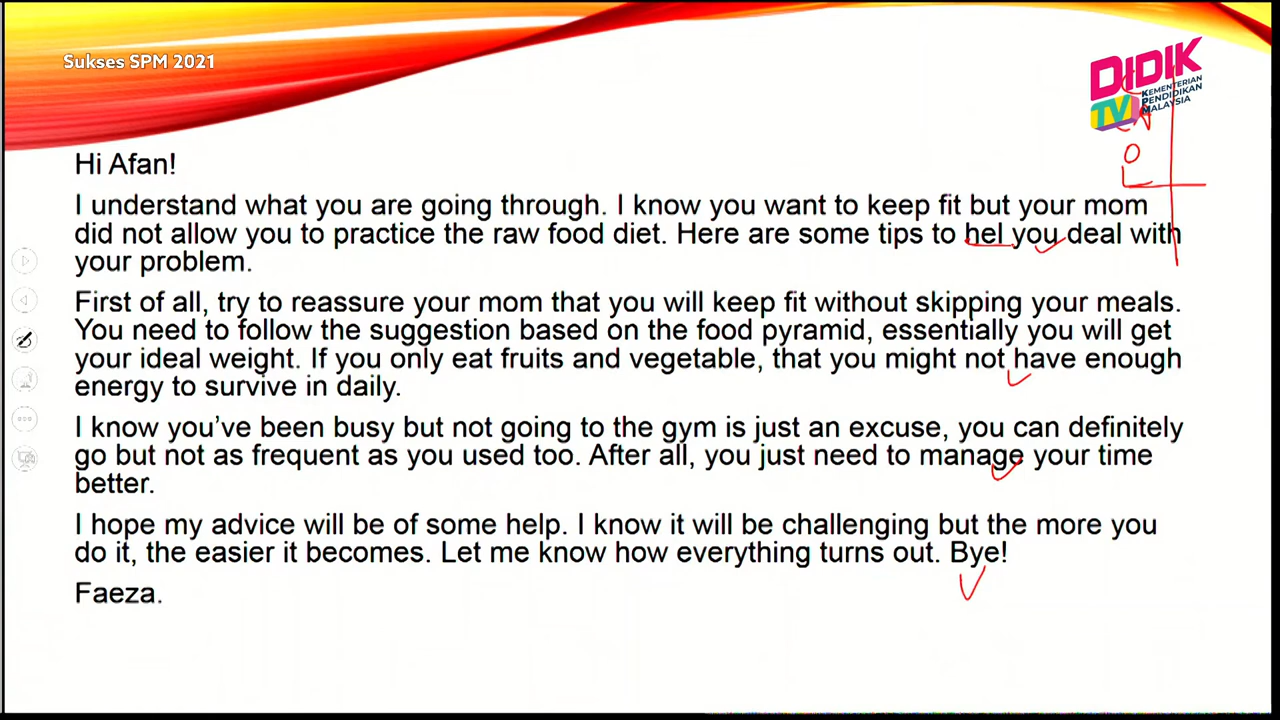 Sukses SPM 2021
DIDIK
TV
KEMENTERIAN
PENDIDIKAN
MALAYSIA
Hi Afan!
I understand what you are going through. I know you want to keep fit but your mom
did not allow you to practice the raw food diet. Here are some tips to hel you deal with
your problem.
First of all, try to reassure your mom that you will keep fit without skipping your meals.
You need to follow the suggestion based on the food pyramid, essentially you will get
your ideal weight. If you only eat fruits and vegetable, that you might not have enough
energy to survive in daily.
I know you’ve been busy but not going to the gym is just an excuse, you can definitely
go but not as frequent as you used too. After all, you just need to manage your time
better.
I hope my advice will be of some help. I know it will be challenging but the more you
do it, the easier it becomes. Let me know how everything turns out. Bye!
Faeza.